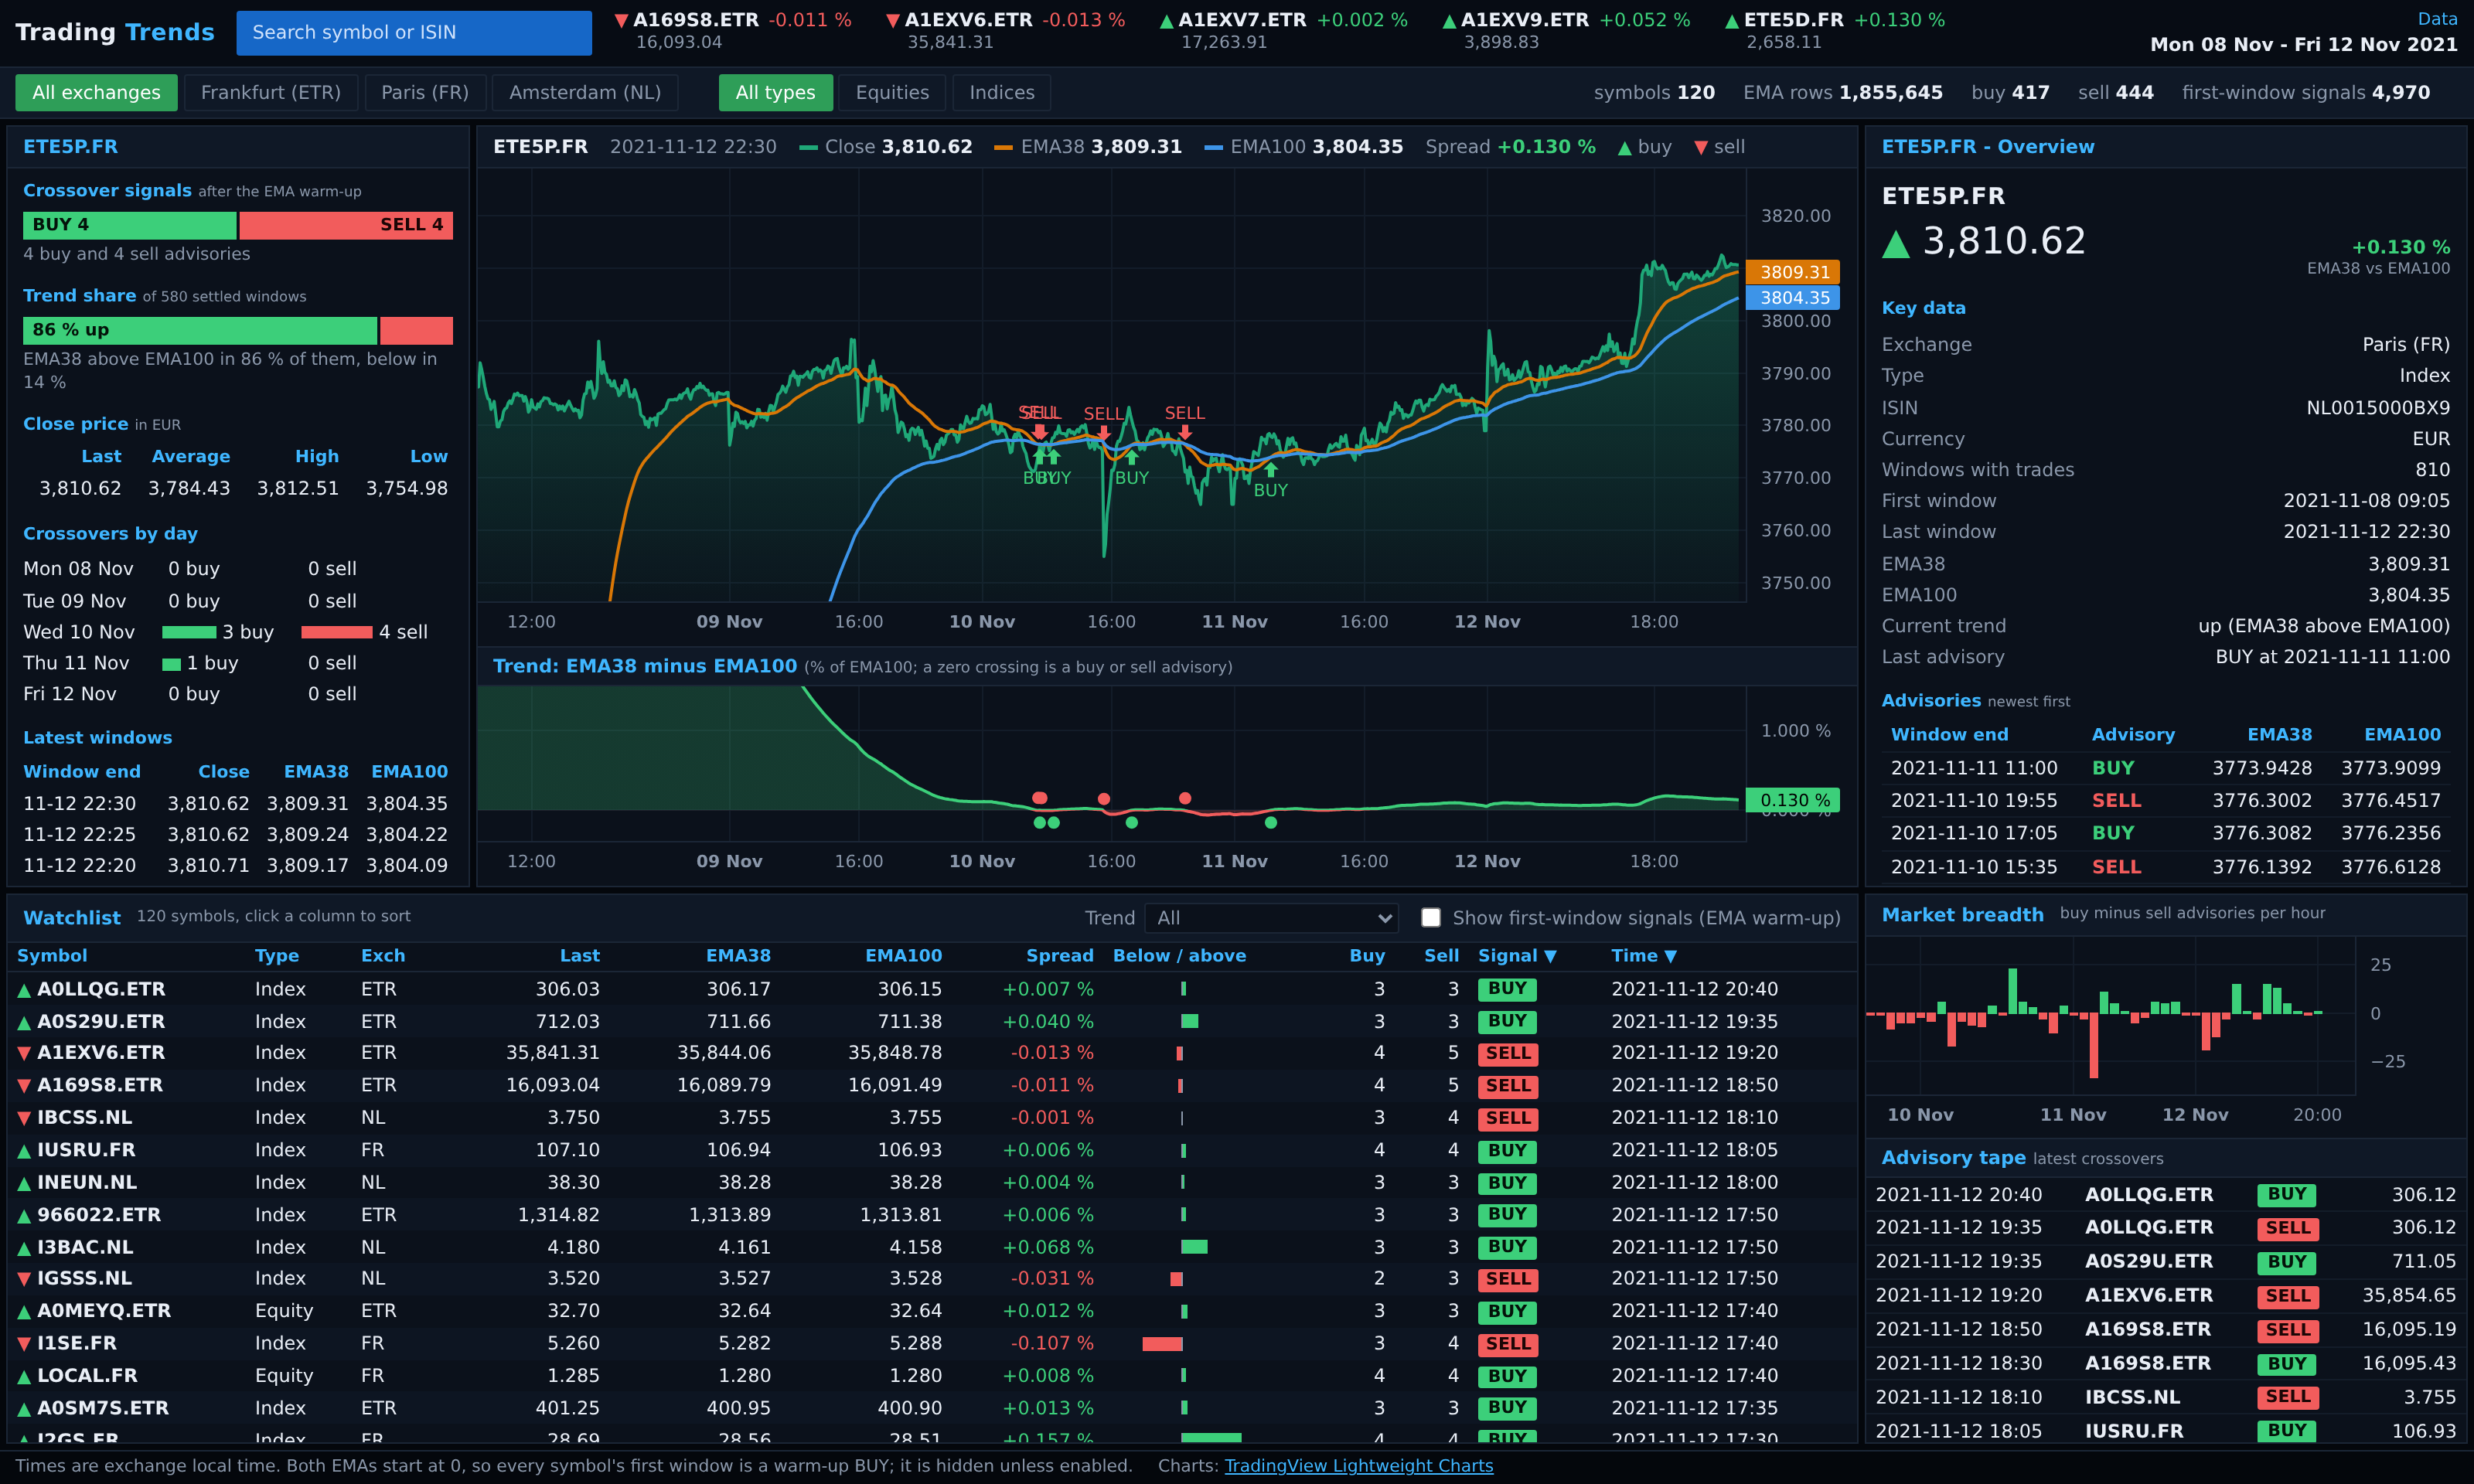 Trading Trends
Search symbol or ISIN
▼ A169S8.ETR -0.011 %
16,093.04
▼ A1EXV6.ETR -0.013 %
35,841.31
▲ A1EXV7.ETR +0.002 %
17,263.91
▲ A1EXV9.ETR +0.052 %
3,898.83
▲ ETE5D.FR +0.130 %
2,658.11
Data
Mon 08 Nov - Fri 12 Nov 2021
All exchanges Frankfurt (ETR) Paris (FR) Amsterdam (NL) All types Equities Indices
symbols 120 EMA rows 1,855,645 buy 417 sell 444 first-window signals 4,970
ETE5P.FR
Crossover signals after the EMA warm-up
BUY 4 SELL 4
4 buy and 4 sell advisories
Trend share of 580 settled windows
86 % up
EMA38 above EMA100 in 86 % of them, below in
14 %
Close price in EUR
Last Average High Low
3,810.62 3,784.43 3,812.51 3,754.98
Crossovers by day
Mon 08 Nov 0 buy 0 sell
Tue 09 Nov 0 buy 0 sell
Wed 10 Nov 3 buy 4 sell
Thu 11 Nov 1 buy 0 sell
Fri 12 Nov 0 buy 0 sell
Latest windows
Window end Close EMA38 EMA100
11-12 22:30 3,810.62 3,809.31 3,804.35
11-12 22:25 3,810.62 3,809.24 3,804.22
11-12 22:20 3,810.71 3,809.17 3,804.09
ETE5P.FR 2021-11-12 22:30 Close 3,810.62 EMA38 3,809.31 EMA100 3,804.35 Spread +0.130 % ▲ buy ▼ sell
3820.00
3809.31
3804.35
3800.00
3790.00
3780.00
3770.00
3760.00
3750.00
SELL SELL SELL SELL
BUY BUY BUY BUY
12:00 09 Nov 16:00 10 Nov 16:00 11 Nov 16:00 12 Nov 18:00
Trend: EMA38 minus EMA100 (% of EMA100; a zero crossing is a buy or sell advisory)
1.000 %
0.130 %
0.000 %
12:00 09 Nov 16:00 10 Nov 16:00 11 Nov 16:00 12 Nov 18:00
ETE5P.FR - Overview
ETE5P.FR
▲ 3,810.62 +0.130 %
EMA38 vs EMA100
Key data
Exchange Paris (FR)
Type Index
ISIN NL0015000BX9
Currency EUR
Windows with trades 810
First window 2021-11-08 09:05
Last window 2021-11-12 22:30
EMA38 3,809.31
EMA100 3,804.35
Current trend up (EMA38 above EMA100)
Last advisory BUY at 2021-11-11 11:00
Advisories newest first
Window end Advisory EMA38 EMA100
2021-11-11 11:00 BUY 3773.9428 3773.9099
2021-11-10 19:55 SELL 3776.3002 3776.4517
2021-11-10 17:05 BUY 3776.3082 3776.2356
2021-11-10 15:35 SELL 3776.1392 3776.6128
Watchlist 120 symbols, click a column to sort Trend All Show first-window signals (EMA warm-up)
Symbol Type Exch Last EMA38 EMA100 Spread Below / above Buy Sell Signal ▼ Time ▼
▲ A0LLQG.ETR Index ETR 306.03 306.17 306.15 +0.007 % 3 3 BUY 2021-11-12 20:40
▲ A0S29U.ETR Index ETR 712.03 711.66 711.38 +0.040 % 3 3 BUY 2021-11-12 19:35
▼ A1EXV6.ETR Index ETR 35,841.31 35,844.06 35,848.78 -0.013 % 4 5 SELL 2021-11-12 19:20
▼ A169S8.ETR Index ETR 16,093.04 16,089.79 16,091.49 -0.011 % 4 5 SELL 2021-11-12 18:50
▼ IBCSS.NL Index NL 3.750 3.755 3.755 -0.001 % 3 4 SELL 2021-11-12 18:10
▲ IUSRU.FR Index FR 107.10 106.94 106.93 +0.006 % 4 4 BUY 2021-11-12 18:05
▲ INEUN.NL Index NL 38.30 38.28 38.28 +0.004 % 3 3 BUY 2021-11-12 18:00
▲ 966022.ETR Index ETR 1,314.82 1,313.89 1,313.81 +0.006 % 3 3 BUY 2021-11-12 17:50
▲ I3BAC.NL Index NL 4.180 4.161 4.158 +0.068 % 3 3 BUY 2021-11-12 17:50
▼ IGSSS.NL Index NL 3.520 3.527 3.528 -0.031 % 2 3 SELL 2021-11-12 17:50
▲ A0MEYQ.ETR Equity ETR 32.70 32.64 32.64 +0.012 % 3 3 BUY 2021-11-12 17:40
▼ I1SE.FR Index FR 5.260 5.282 5.288 -0.107 % 3 4 SELL 2021-11-12 17:40
▲ LOCAL.FR Equity FR 1.285 1.280 1.280 +0.008 % 4 4 BUY 2021-11-12 17:40
▲ A0SM7S.ETR Index ETR 401.25 400.95 400.90 +0.013 % 3 3 BUY 2021-11-12 17:35
▲ I2GS.FR Index FR 28.69 28.56 28.51 +0.157 % 4 4 BUY 2021-11-12 17:30
Market breadth buy minus sell advisories per hour
25
0
−25
10 Nov 11 Nov 12 Nov 20:00
Advisory tape latest crossovers
2021-11-12 20:40 A0LLQG.ETR BUY 306.12
2021-11-12 19:35 A0LLQG.ETR SELL 306.12
2021-11-12 19:35 A0S29U.ETR BUY 711.05
2021-11-12 19:20 A1EXV6.ETR SELL 35,854.65
2021-11-12 18:50 A169S8.ETR SELL 16,095.19
2021-11-12 18:30 A169S8.ETR BUY 16,095.43
2021-11-12 18:10 IBCSS.NL SELL 3.755
2021-11-12 18:05 IUSRU.FR BUY 106.93
Times are exchange local time. Both EMAs start at 0, so every symbol's first window is a warm-up BUY; it is hidden unless enabled. Charts: TradingView Lightweight Charts